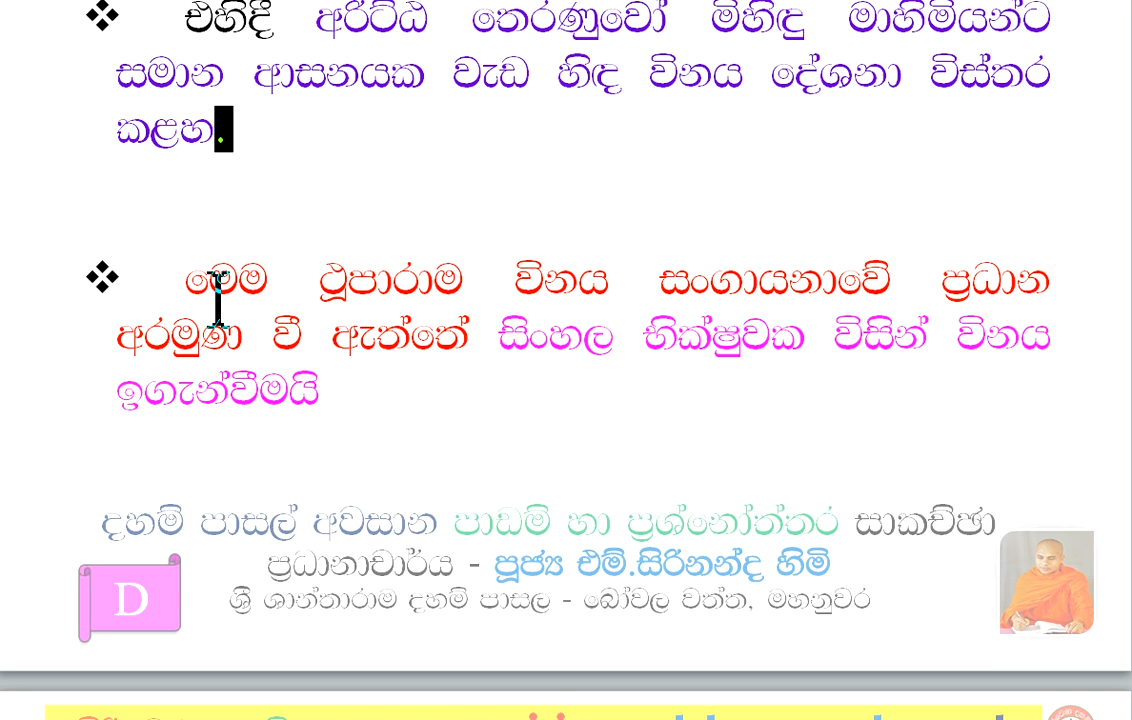 ❖ එහිදී අරිට්ඨ තෙරණුවෝ මිහිඳු මාහිමියන්ට
සමාන ආසනයක වැඩ හිඳ විනය දේශනා විස්තර
කළහ.
❖ මෙම ථූපාරාම විනය සංගායනාවේ ප්‍රධාන
අරමුණ වී ඇත්තේ සිංහල භික්ෂුවක විසින් විනය
ඉගැන්වීමයි
දහම් පාසල් අවසාන පාඩම් හා ප්‍රශ්නෝත්තර සාකච්ඡා
ප්‍රධානාචාර්ය - පූජ්‍ය එම්.සිරිනන්ද හිමි
ශ්‍රී ශාන්තාරාම දහම් පාසල - බෝවල වත්ත, මහනුවර
D